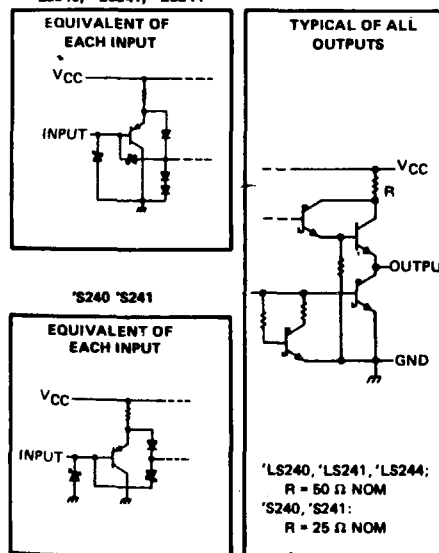 EQUIVALENT OF
EACH INPUT
VCC
INPUT
'S240 'S241
EQUIVALENT OF
EACH INPUT
VCC
INPUT
TYPICAL OF ALL
OUTPUTS
VCC
R
OUTPU
GND
'LS240, 'LS241, 'LS244;
R = 50 Ω NOM
'S240, 'S241:
R = 25 Ω NOM